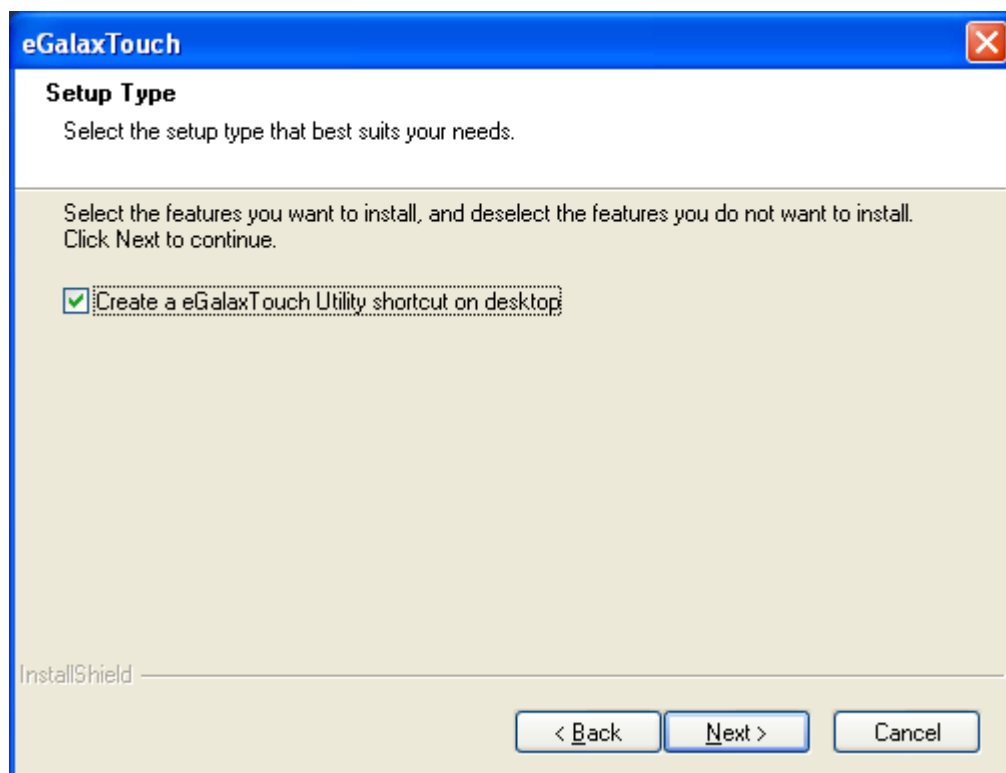 eGalaxTouch
Setup Type
Select the setup type that best suits your needs.
Select the features you want to install, and deselect the features you do not want to install.
Click Next to continue.
Create a eGalaxTouch Utility shortcut on desktop
InstallShield
< Back
Next >
Cancel